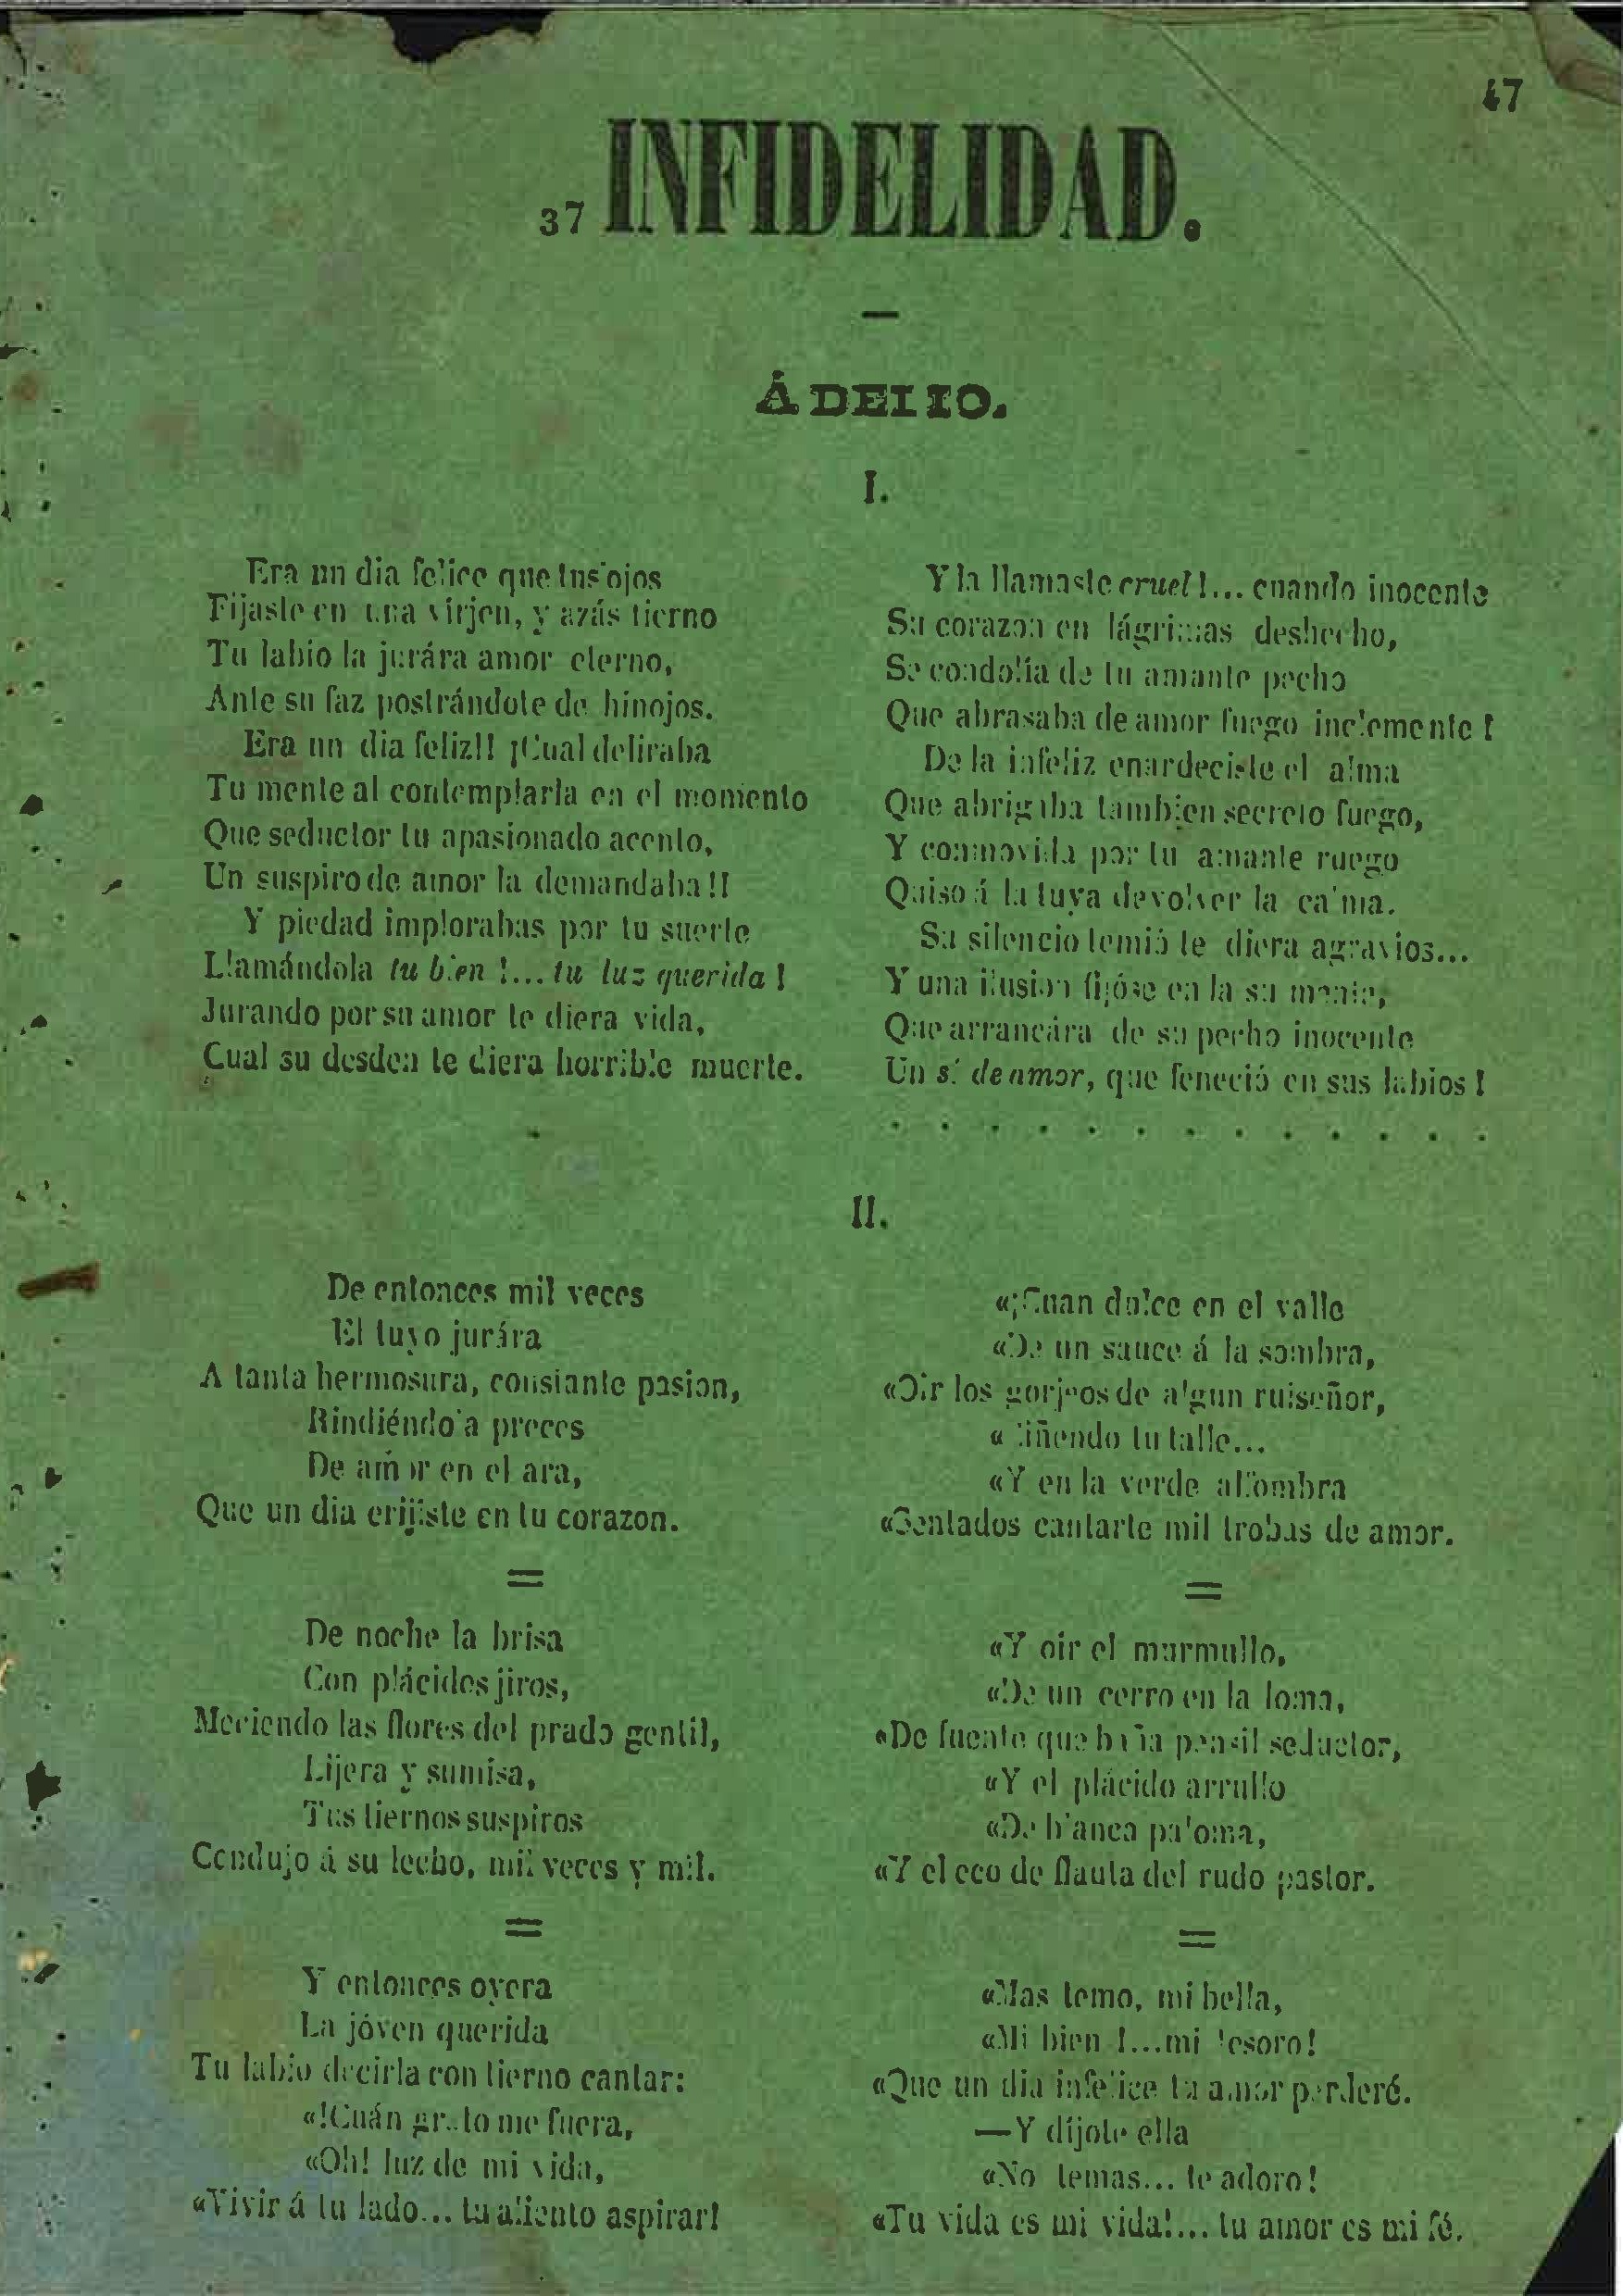 47
37 INFIDELIDAD.
—
Á DELIO.
I.
Era un dia felice que tus ojos
Fijaste en una vírjen, y azás tierno
Tu labio la jurára amor eterno,
Ante su faz postrándote de hinojos.
Era un dia feliz!! ¡Cual deliraba
Tu mente al contemplarla en el momento
Que seductor tu apasionado acento,
Un suspiro de amor la demandaba!!
Y piedad implorabas por tu suerte
Llamándola tu bien!... tu luz querida!
Jurando por su amor te diera vida,
Cual su desden te diera horrible muerte.
Y la llamaste cruel!... cuando inocente
Su corazon en lágrimas deshecho,
Se condolía de tu amante pecho
Que abrasaba de amor fuego inclemente!
De la infeliz enardeciste el alma
Que abrigaba tambien secreto fuego,
Y conmovida por tu amante ruego
Quiso á la tuya devolver la calma.
Su silencio temió te diera agravios...
Y una ilusion fijóse en la su mente,
Que arrancára de su pecho inocente
Un sí de amor, que feneció en sus labios!
. . . . . . . . . . . . .
II.
De entonces mil veces
El tuyo jurára
A tanta hermosura, constante pasion,
Rindiéndola preces
De amor en el ara,
Que un dia erijiste en tu corazon.
=
De noche la brisa
Con plácidos jiros,
Meciendo las flores del prado gentil,
Lijera y sumisa,
Tus tiernos suspiros
Condujo á su lecho, mil veces y mil.
=
Y entonces oyera
La jóven querida
Tu labio decirla con tierno cantar:
«!Cuán grato me fuera,
«Oh! luz de mi vida,
«Vivir á tu lado... tu aliento aspirar!
«¡Cuan dulce en el valle
«De un sauce á la sombra,
«Oir los gorjeos de algun ruiseñor,
«Ciñendo tu talle...
«Y en la verde alfombra
«Sentados cantarte mil trobas de amor.
=
«Y oir el murmullo,
«De un cerro en la loma,
«De fuente que baña pensil seductor,
«Y el plácido arrullo
«De blanca paloma,
«Y el eco de flauta del rudo pastor.
=
«Mas temo, mi bella,
«Mi bien!...mi tesoro!
«Que un dia infelice tu amor perderé.
—Y díjote ella
«No temas... te adoro!
«Tu vida es mi vida!... tu amor es mi fé.